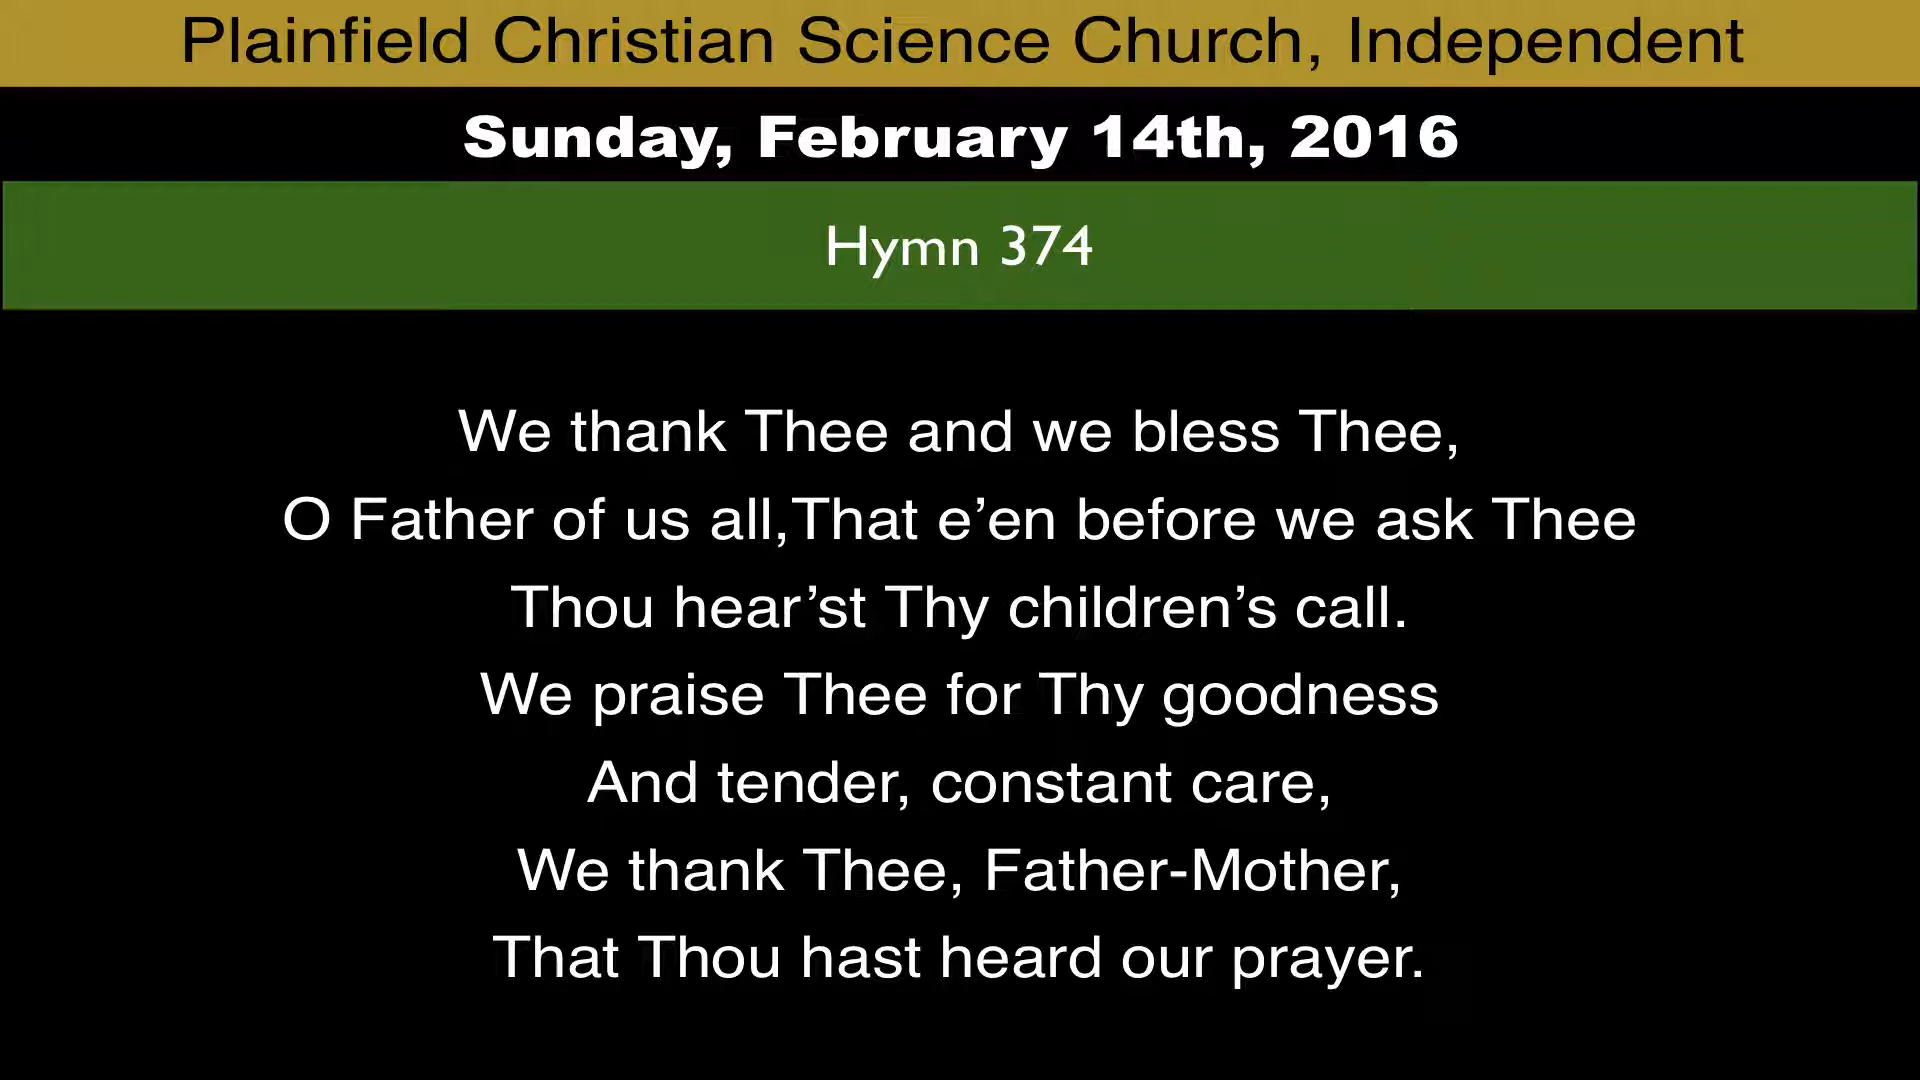 Plainfield Christian Science Church, Independent
Sunday, February 14th, 2016
Hymn 374
We thank Thee and we bless Thee,
O Father of us all,That e’en before we ask Thee
Thou hear’st Thy children’s call.
We praise Thee for Thy goodness
And tender, constant care,
We thank Thee, Father-Mother,
That Thou hast heard our prayer.